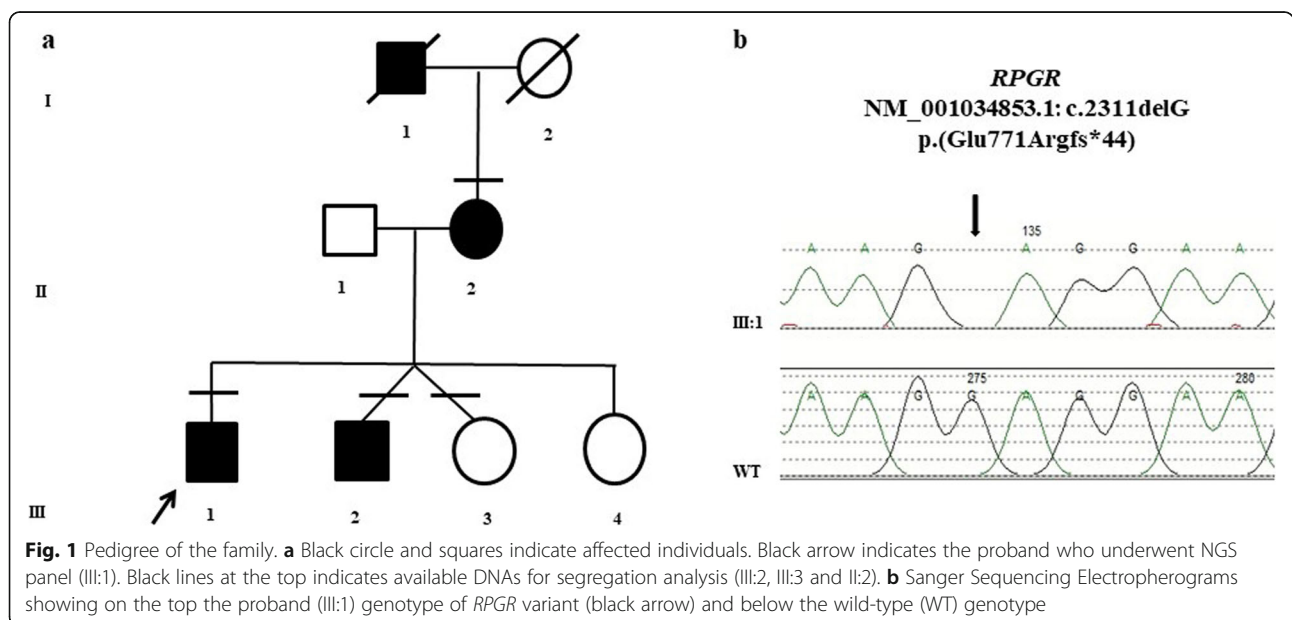 a
I
1
2
II
1
2
III
1
2
3
4
b
RPGR
NM_001034853.1: c.2311delG
p.(Glu771Argfs*44)
135
A A G A G G A A
III:1
275 280
A A G G A G G A A
WT
Fig. 1 Pedigree of the family. a Black circle and squares indicate affected individuals. Black arrow indicates the proband who underwent NGS
panel (III:1). Black lines at the top indicates available DNAs for segregation analysis (III:2, III:3 and II:2). b Sanger Sequencing Electropherograms
showing on the top the proband (III:1) genotype of RPGR variant (black arrow) and below the wild-type (WT) genotype